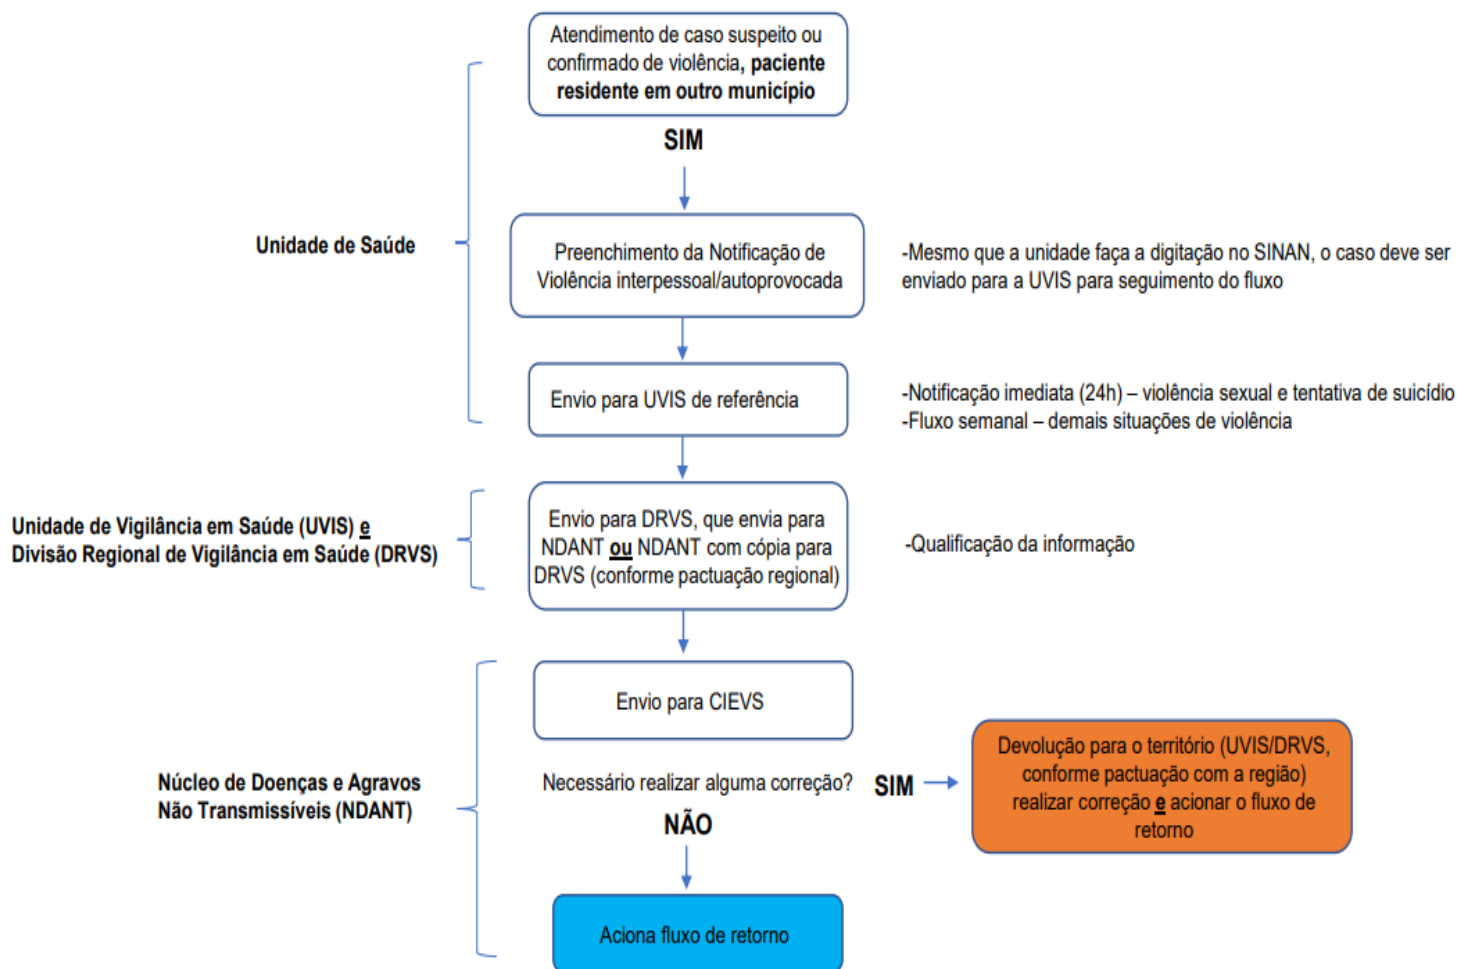 Atendimento de caso suspeito ou
confirmado de violência, paciente
residente em outro município
SIM
Unidade de Saúde
Preenchimento da Notificação de
Violência interpessoal/autoprovocada
-Mesmo que a unidade faça a digitação no SINAN, o caso deve ser
enviado para a UVIS para seguimento do fluxo
Envio para UVIS de referência
-Notificação imediata (24h) – violência sexual e tentativa de suicídio
-Fluxo semanal – demais situações de violência
Unidade de Vigilância em Saúde (UVIS) e
Divisão Regional de Vigilância em Saúde (DRVS)
Envio para DRVS, que envia para
NDANT ou NDANT com cópia para
DRVS (conforme pactuação regional)
-Qualificação da informação
Envio para CIEVS
Núcleo de Doenças e Agravos
Não Transmissíveis (NDANT)
Necessário realizar alguma correção?
SIM
Devolução para o território (UVIS/DRVS,
conforme pactuação com a região)
realizar correção e acionar o fluxo de
retorno
NÃO
Aciona fluxo de retorno